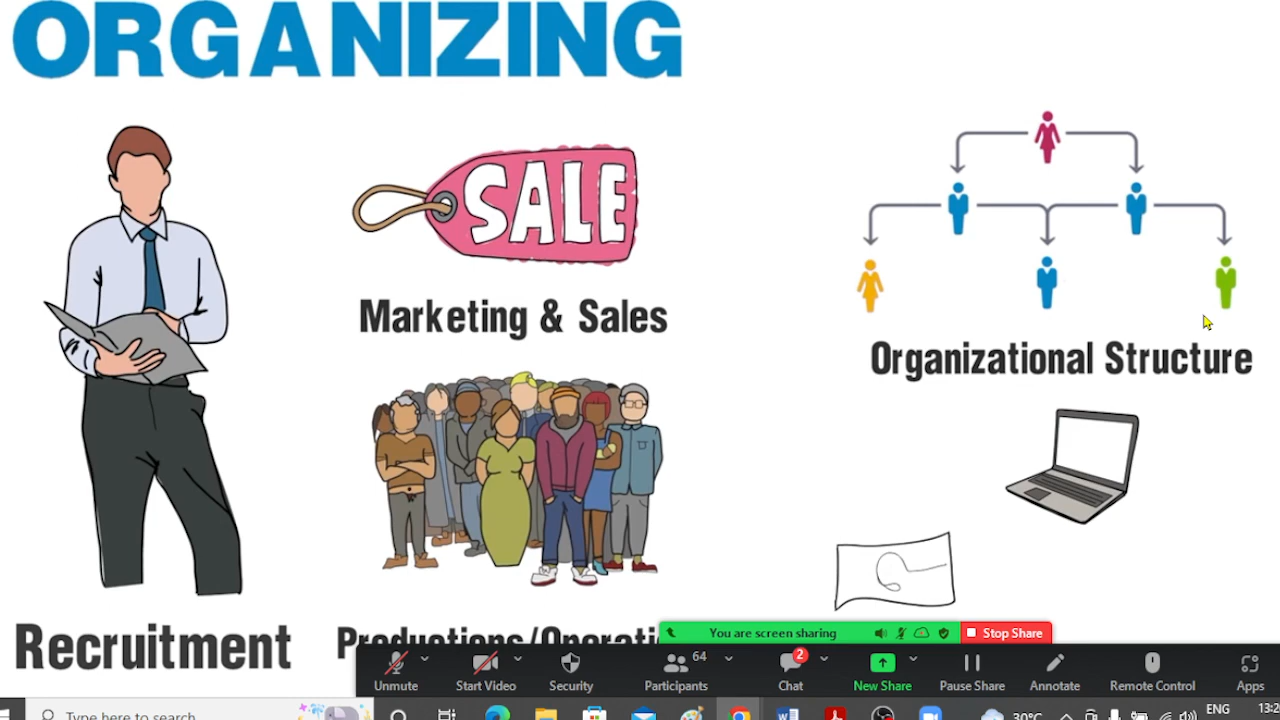 ORGANIZING
SALE
Marketing & Sales
Organizational Structure
Recruitment
You are screen sharing
Stop Share
64
2
Unmute
Start Video
Security
Participants
Chat
New Share
Pause Share
Annotate
Remote Control
Apps
Type here to search
30°C
ENG